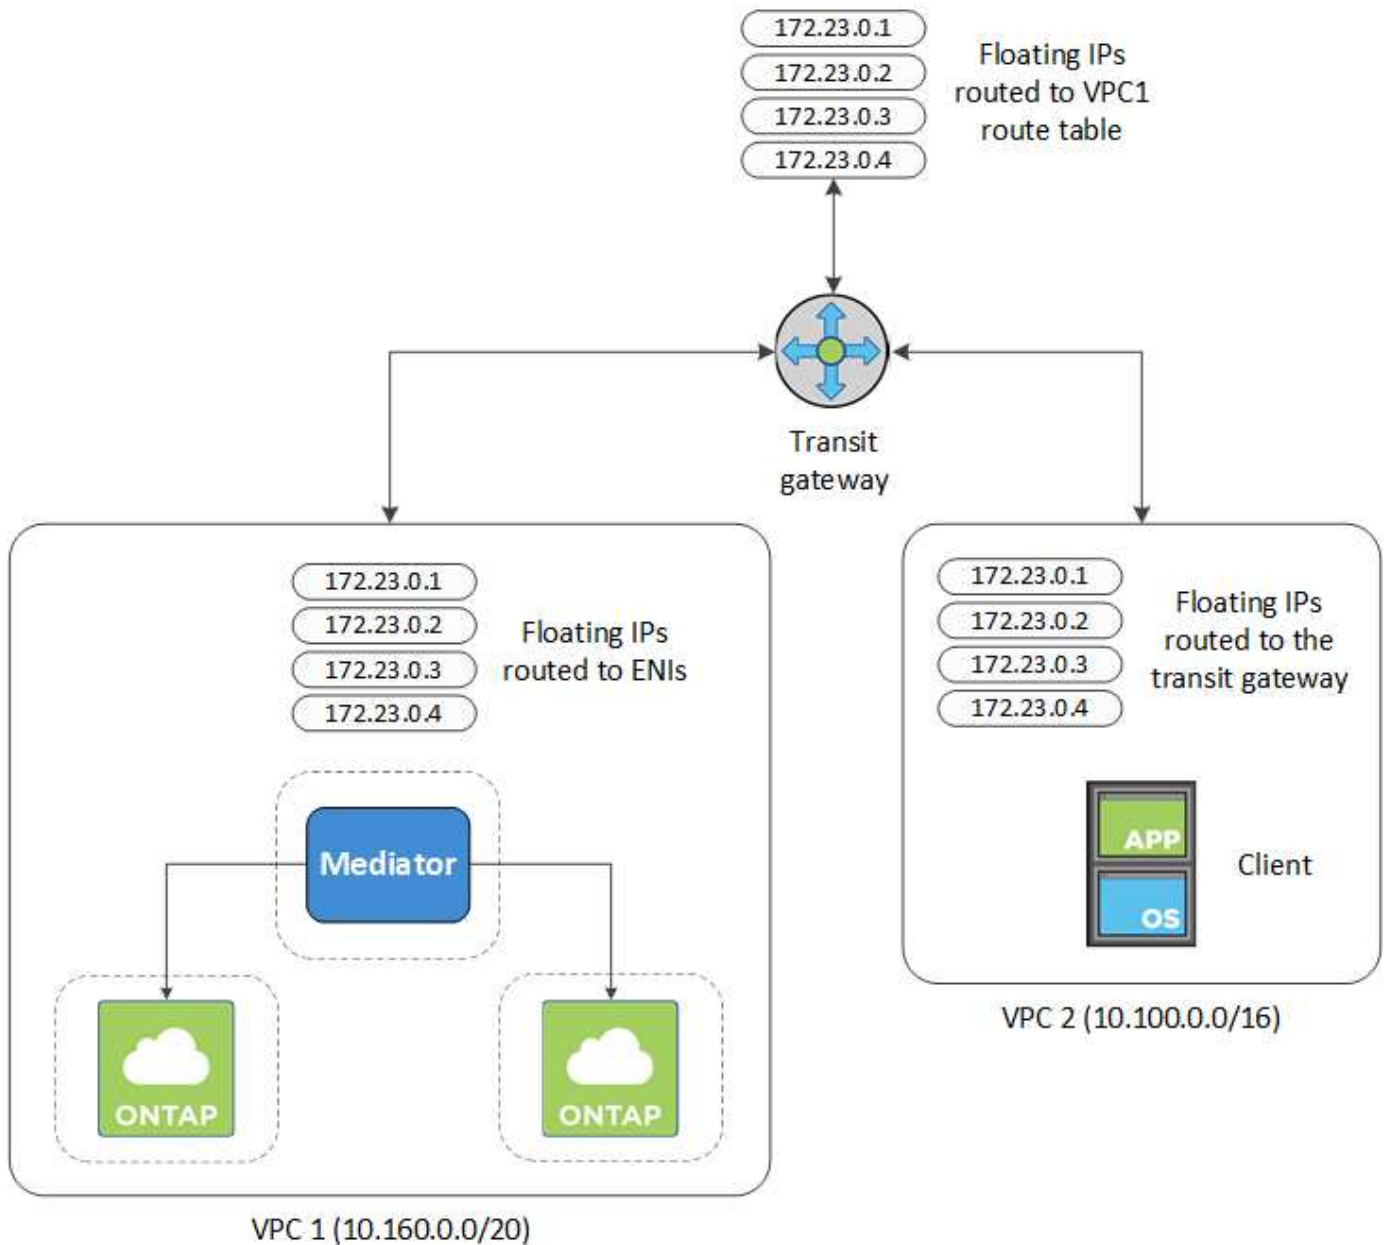 172.23.0.1
172.23.0.2
172.23.0.3
172.23.0.4
Floating IPs
routed to VPC1
route table
Transit
gateway
172.23.0.1
172.23.0.2
172.23.0.3
172.23.0.4
Floating IPs
routed to ENIs
Mediator
ONTAP
ONTAP
VPC 1 (10.160.0.0/20)
172.23.0.1
172.23.0.2
172.23.0.3
172.23.0.4
Floating IPs
routed to the
transit gateway
APP
OS
Client
VPC 2 (10.100.0.0/16)